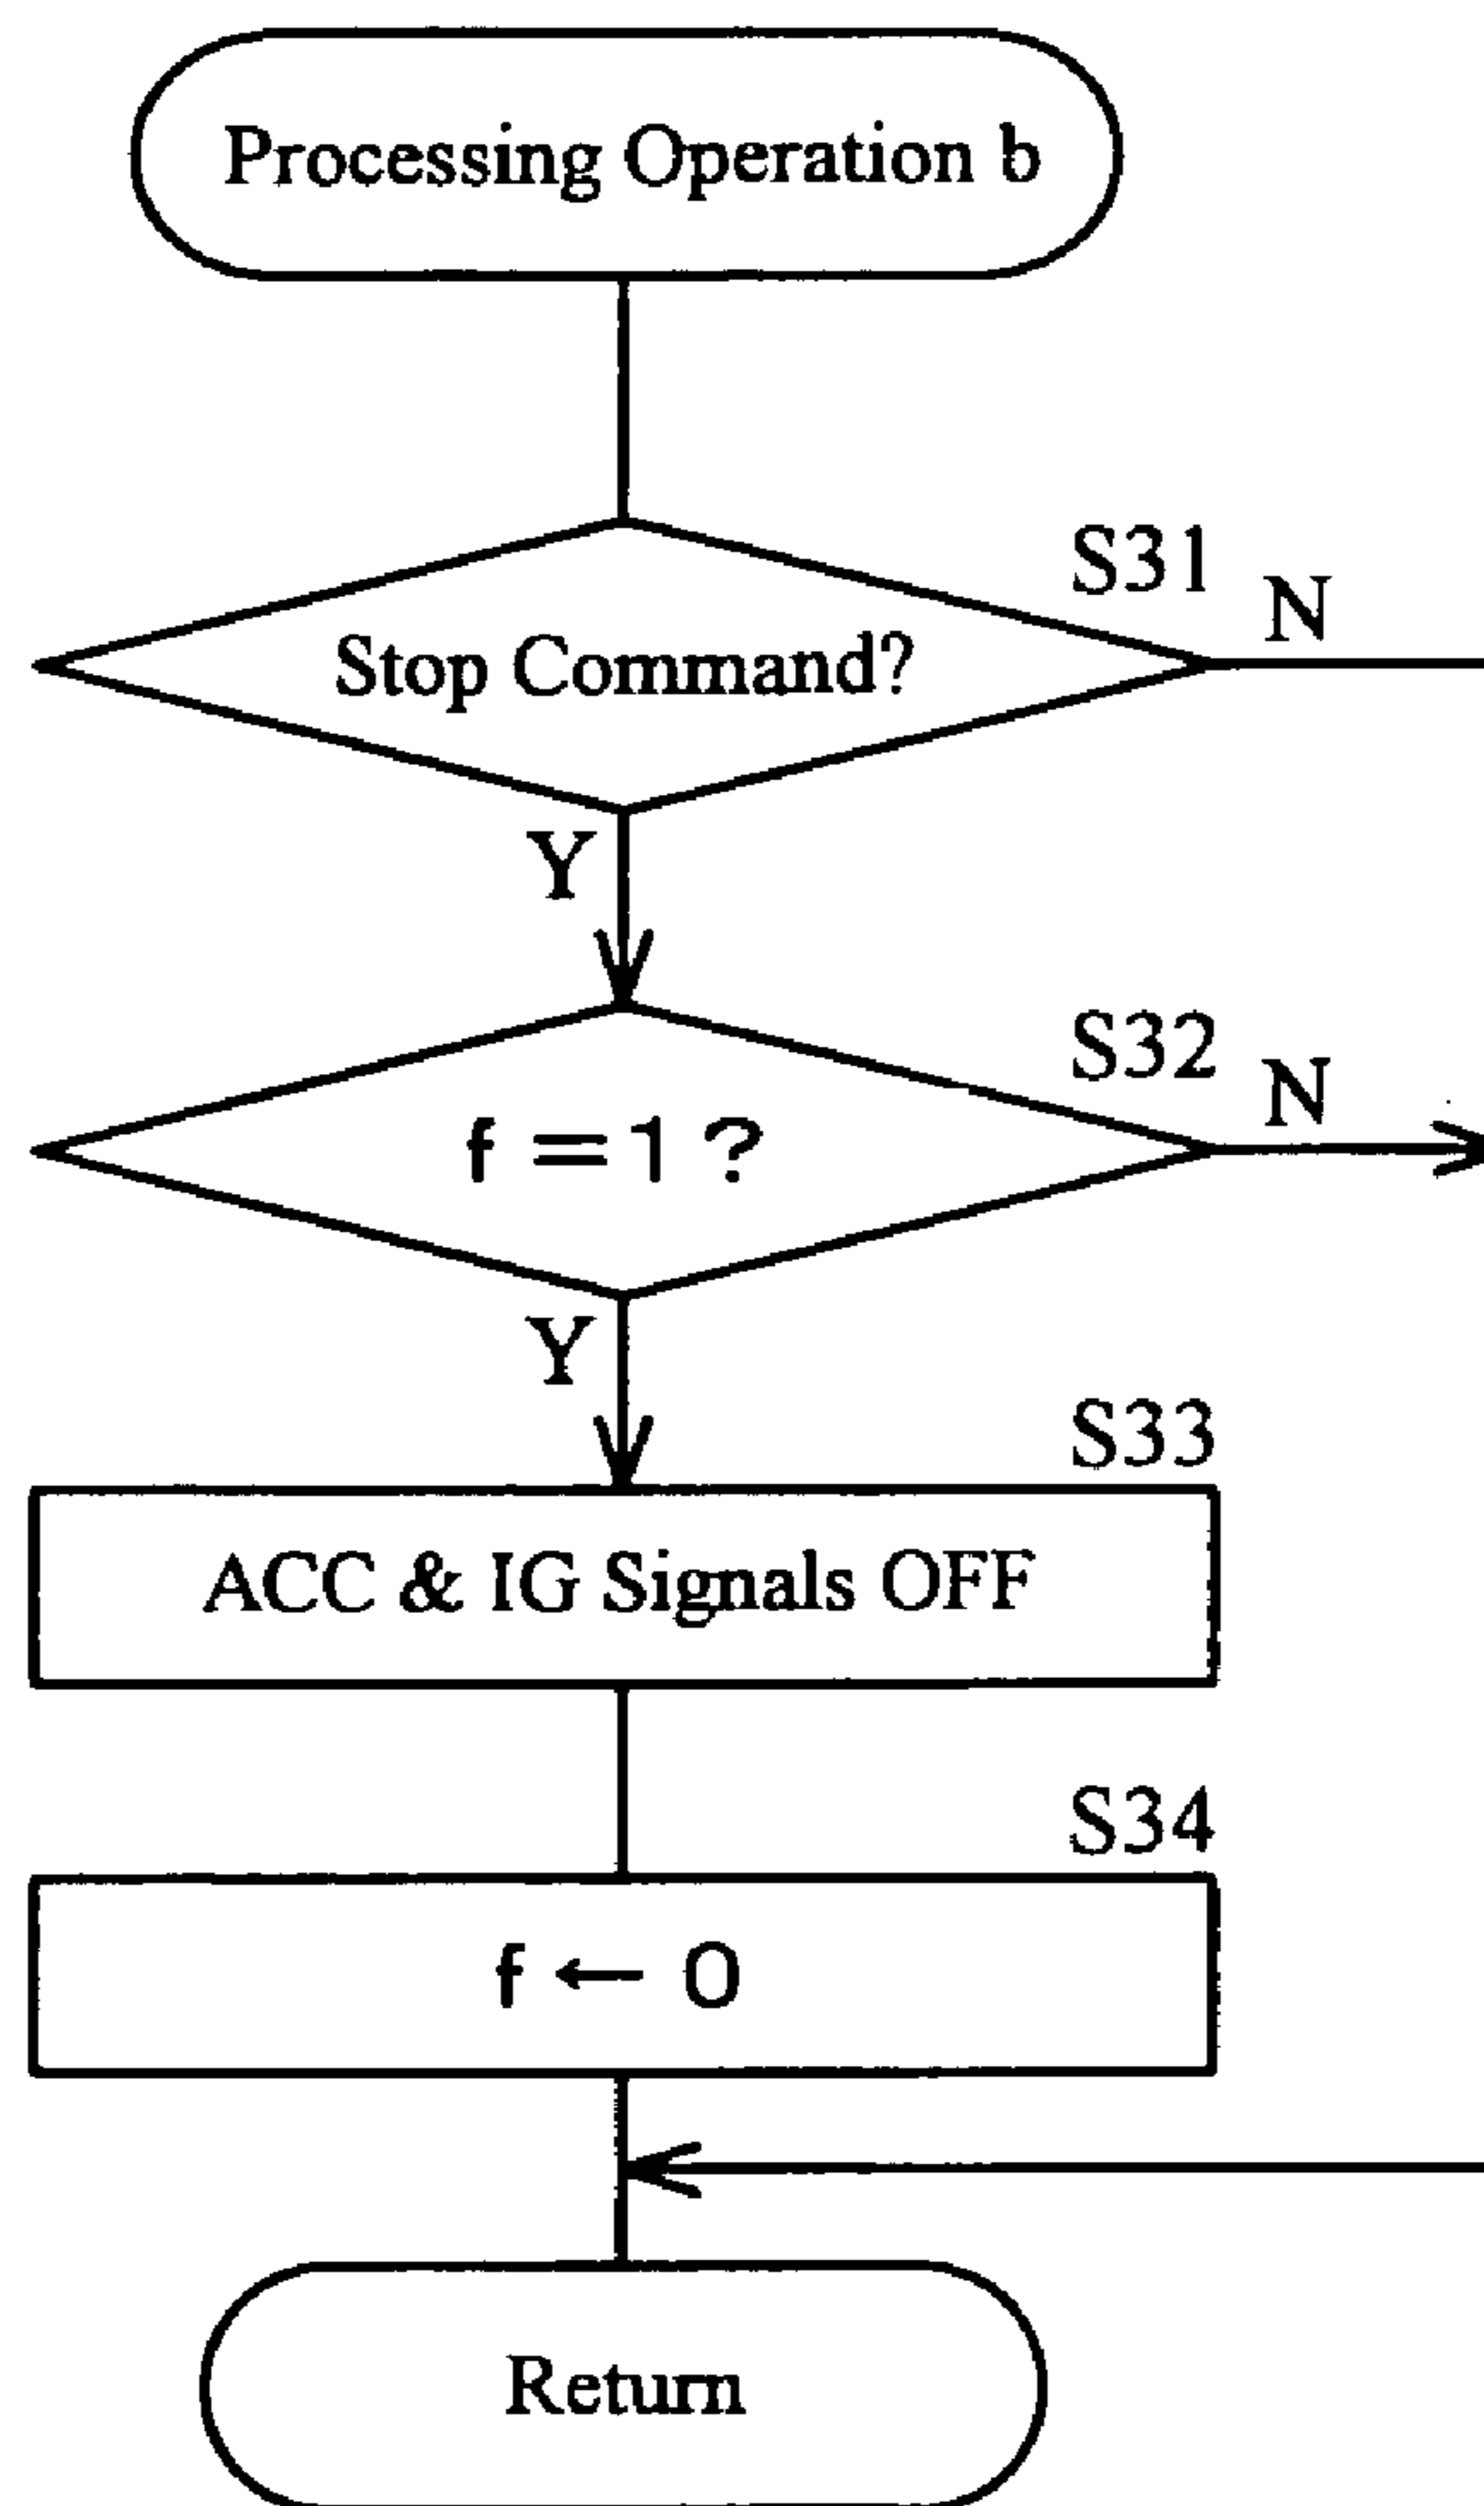 Processing Operation b
S31
N
Stop Command?
Y
S32
N
f = 1 ?
Y
S33
ACC & IG Signals OFF
S34
f ← 0
Return